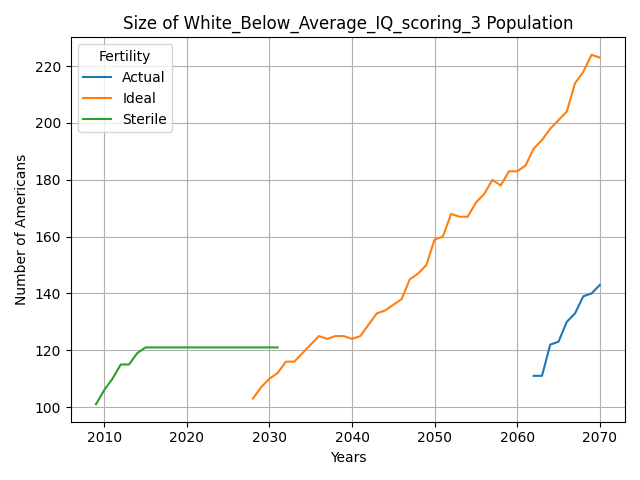 Size of White_Below_Average_IQ_scoring_3 Population
Fertility
Actual
Ideal
Sterile
Number of Americans
220
200
180
160
140
120
100
2010
2020
2030
2040
2050
2060
2070
Years